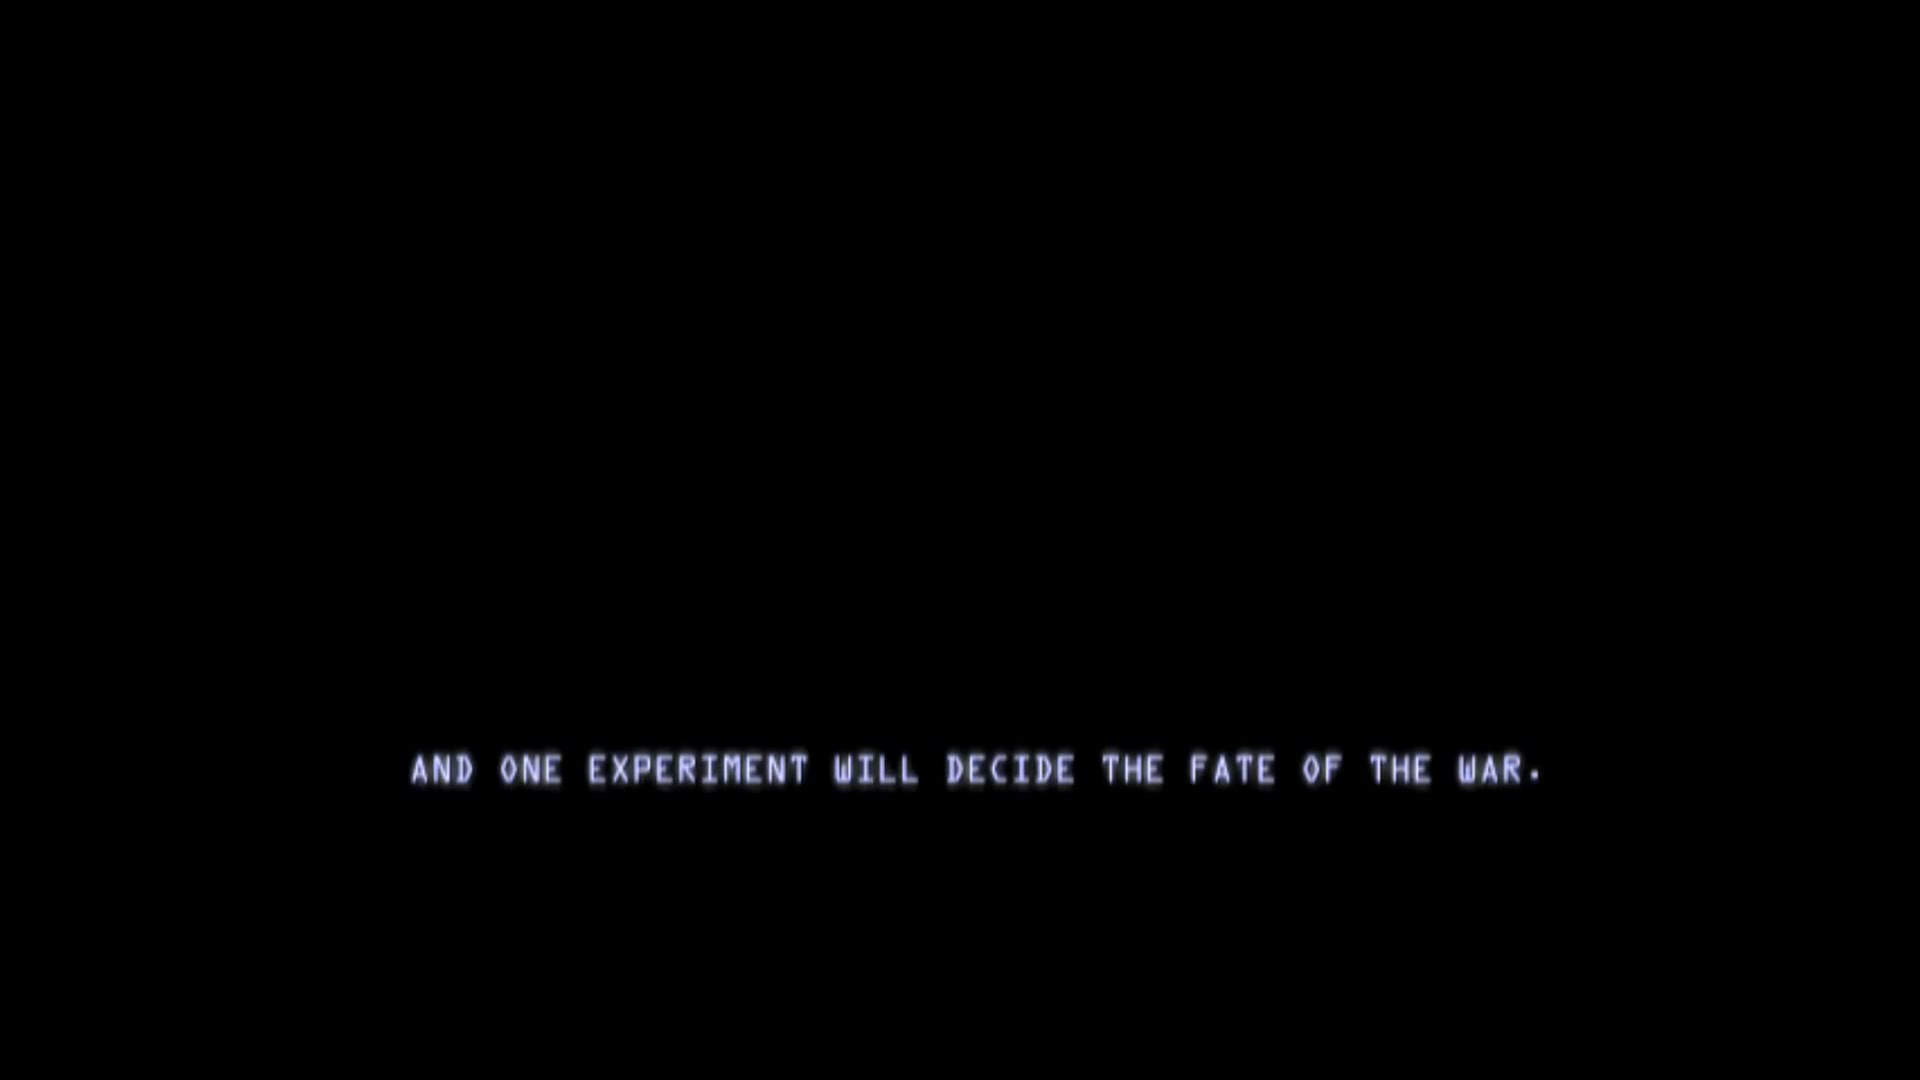 AND ONE EXPERIMENT WILL DECIDE THE FATE OF THE WAR.